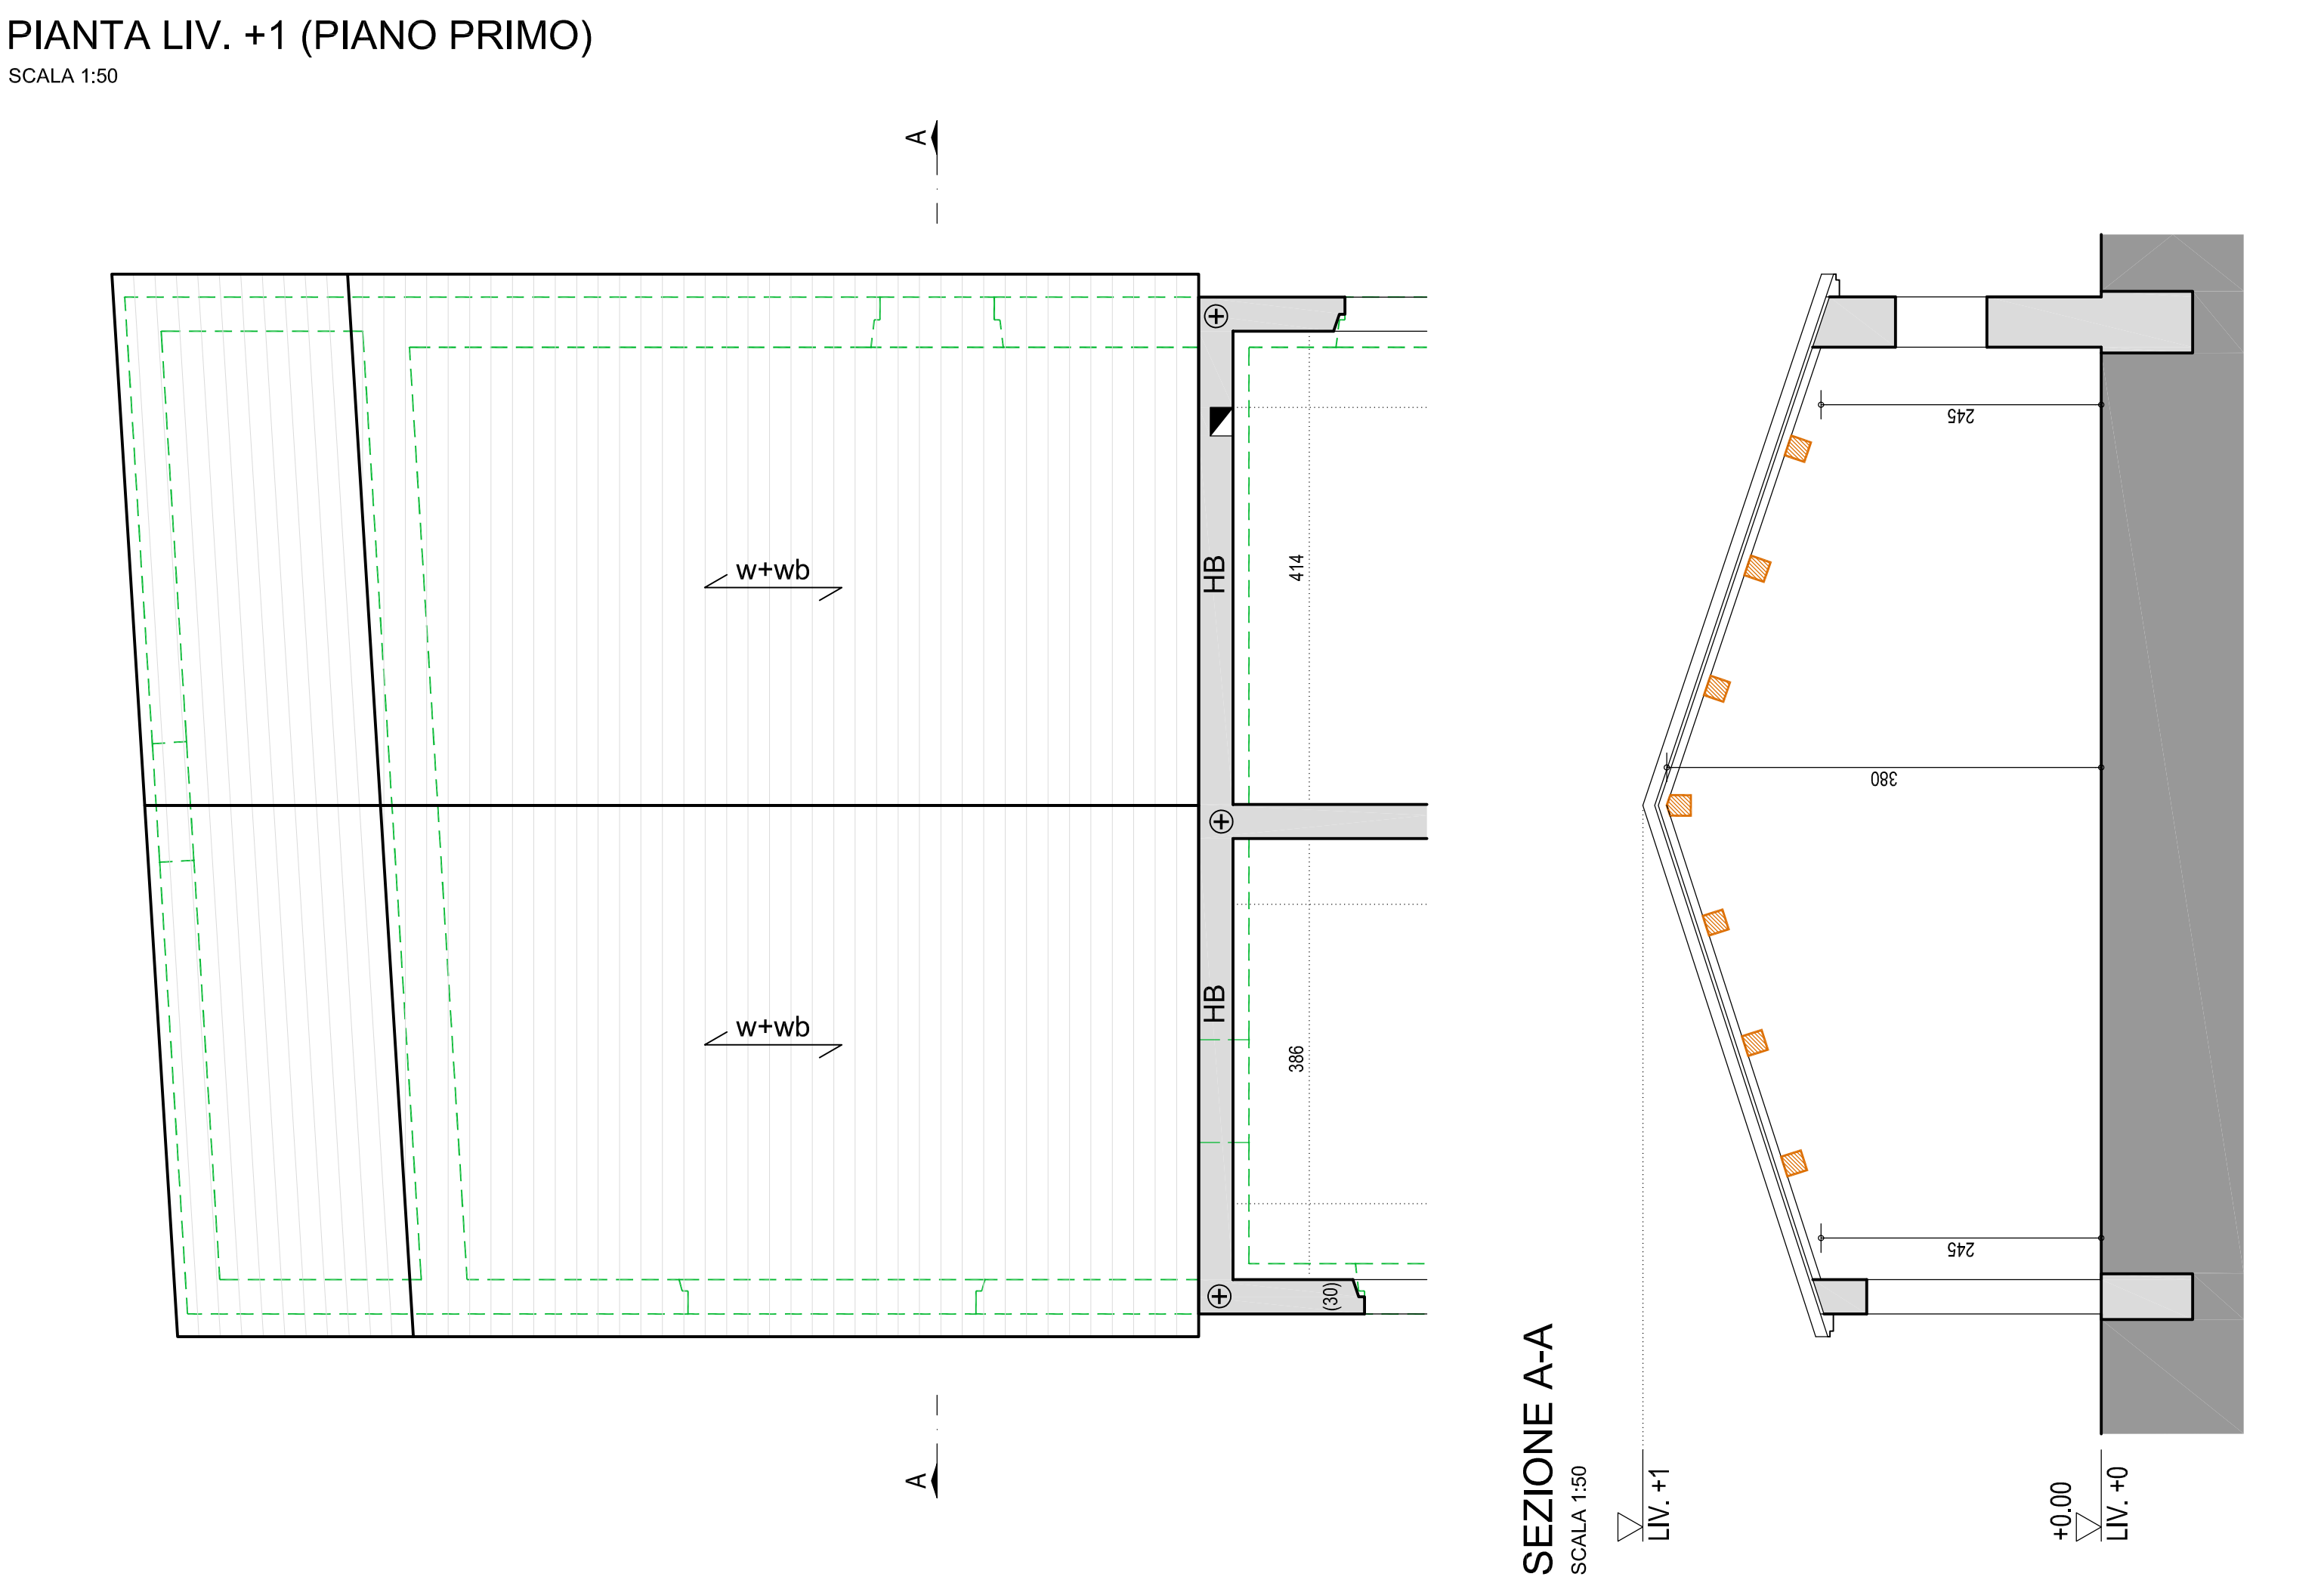 PIANTA LIV. +1 (PIANO PRIMO)
SCALA 1:50
A
w+wb
HB
414
w+wb
HB
386
(30)
A
245
380
245
SEZIONE A-A
SCALA 1:50
LIV. +1
+0.00
LIV. +0